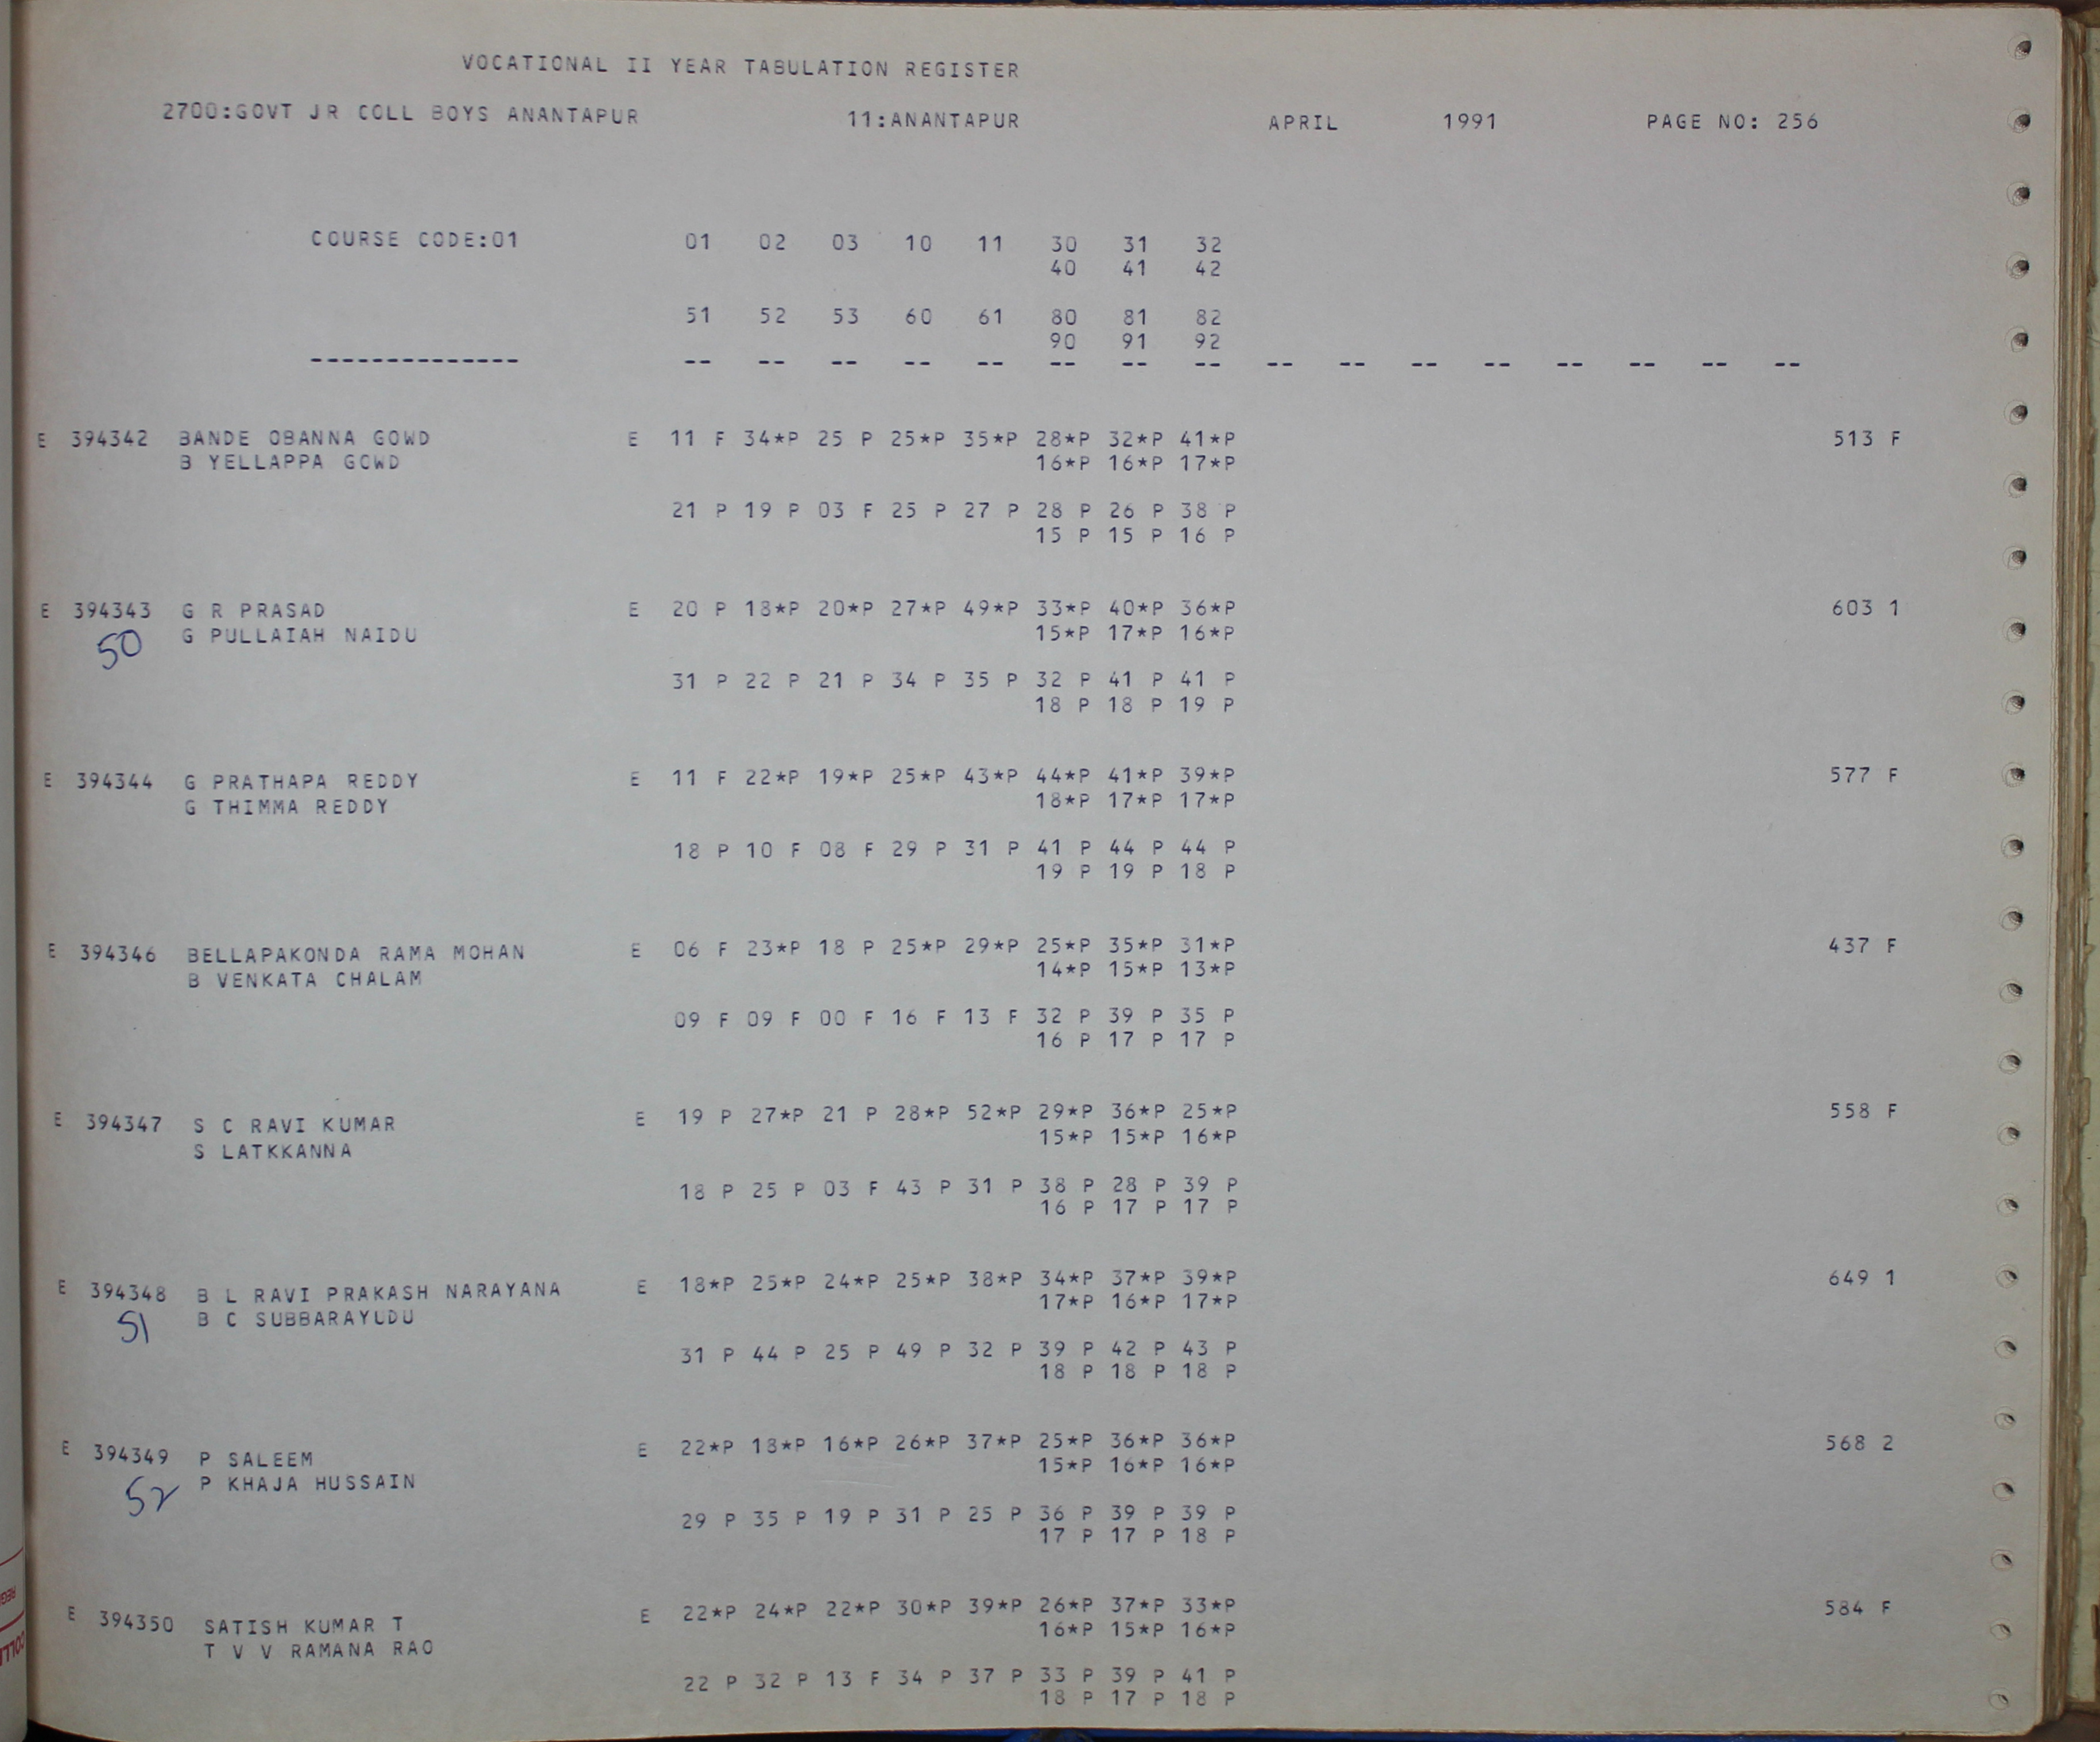 VOCATIONAL II YEAR TABULATION REGISTER
2700:GOVT JR COLL BOYS ANANTAPUR 11:ANANTAPUR APRIL 1991 PAGE NO: 256
COURSE CODE:01 01 02 03 10 11 30 31 32
40 41 42
51 52 53 60 61 80 81 82
90 91 92
-------------- -- -- -- -- -- -- -- -- -- -- -- -- -- -- -- --
E 394342 BANDE OBANNA GOWD E 11 F 34*P 25 P 25*P 35*P 28*P 32*P 41*P 513 F
B YELLAPPA GOWD 16*P 16*P 17*P
21 P 19 P 03 F 25 P 27 P 28 P 26 P 38 P
15 P 15 P 16 P
E 394343 G R PRASAD E 20 P 18*P 20*P 27*P 49*P 33*P 40*P 36*P 603 1
50 G PULLAIAH NAIDU 15*P 17*P 16*P
31 P 22 P 21 P 34 P 35 P 32 P 41 P 41 P
18 P 18 P 19 P
E 394344 G PRATHAPA REDDY E 11 F 22*P 19*P 25*P 43*P 44*P 41*P 39*P 577 F
G THIMMA REDDY 18*P 17*P 17*P
18 P 10 F 08 F 29 P 31 P 41 P 44 P 44 P
19 P 19 P 18 P
E 394346 BELLAPAKONDA RAMA MOHAN E 06 F 23*P 18 P 25*P 29*P 25*P 35*P 31*P 437 F
B VENKATA CHALAM 14*P 15*P 13*P
09 F 09 F 00 F 16 F 13 F 32 P 39 P 35 P
16 P 17 P 17 P
E 394347 S C RAVI KUMAR E 19 P 27*P 21 P 28*P 52*P 29*P 36*P 25*P 558 F
S LATKKANNA 15*P 15*P 16*P
18 P 25 P 03 F 43 P 31 P 38 P 28 P 39 P
16 P 17 P 17 P
E 394348 B L RAVI PRAKASH NARAYANA E 18*P 25*P 24*P 25*P 38*P 34*P 37*P 39*P 649 1
51 B C SUBBARAYUDU 17*P 16*P 17*P
31 P 44 P 25 P 49 P 32 P 39 P 42 P 43 P
18 P 18 P 18 P
E 394349 P SALEEM E 22*P 18*P 16*P 26*P 37*P 25*P 36*P 36*P 568 2
52 P KHAJA HUSSAIN 15*P 16*P 16*P
29 P 35 P 19 P 31 P 25 P 36 P 39 P 39 P
17 P 17 P 18 P
E 394350 SATISH KUMAR T E 22*P 24*P 22*P 30*P 39*P 26*P 37*P 33*P 584 F
T V V RAMANA RAO 16*P 15*P 16*P
22 P 32 P 13 F 34 P 37 P 33 P 39 P 41 P
18 P 17 P 18 P